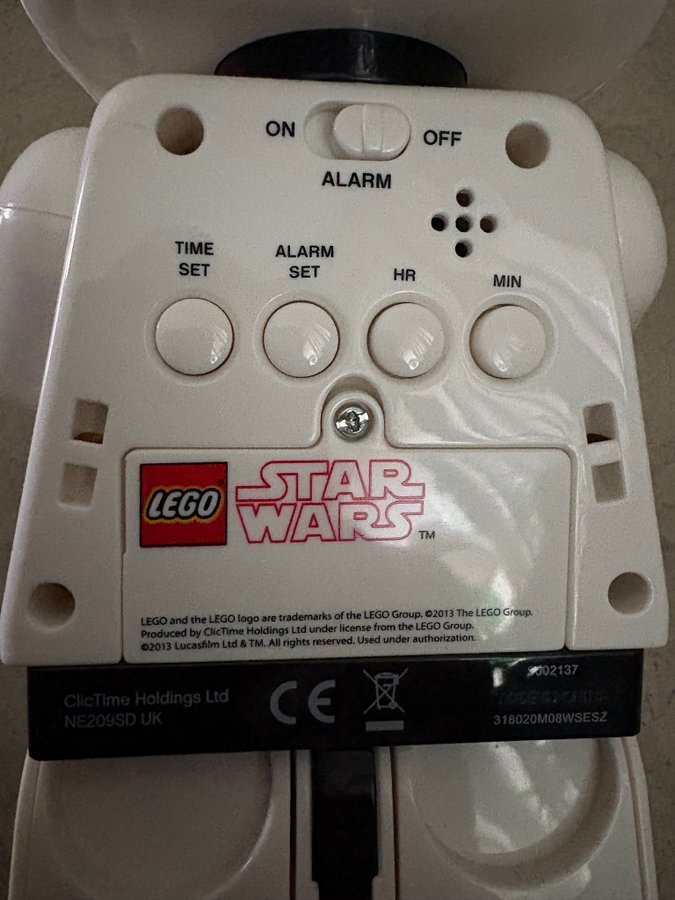 ON
OFF
ALARM
TIME
SET
ALARM
SET
HR
MIN
LEGO
STAR
WARS™
LEGO and the LEGO logo are trademarks of the LEGO Group. ©2013 The LEGO Group.
Produced by ClicTime Holdings Ltd under license from the LEGO Group.
©2013 Lucasfilm Ltd & TM. All rights reserved. Used under authorization.
ClicTime Holdings Ltd
NE209SD UK
CE
9002137
318020M08WSESZ